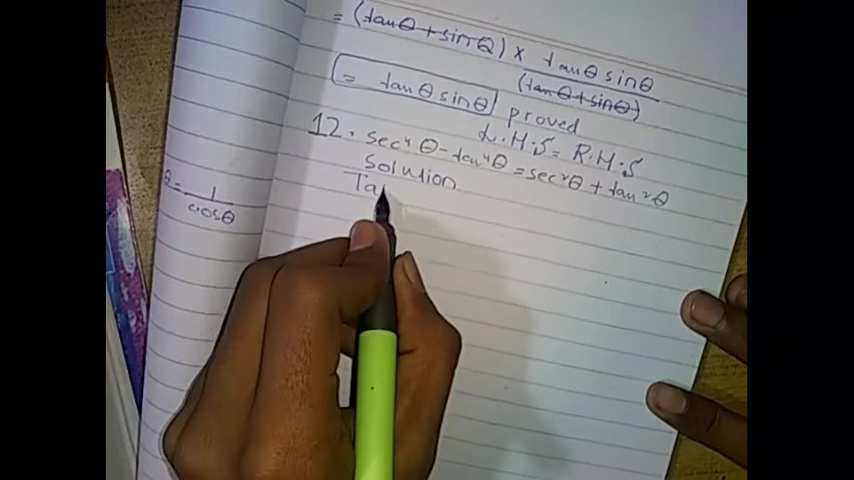 = (tanθ + sinθ) × tanθ sinθ / (tanθ + sinθ)
= tanθ sinθ proved
L.H.S = R.H.S
12. sec⁴θ - tan⁴θ = sec²θ + tan²θ
Solution
Ta
θ = 1 / cosθ